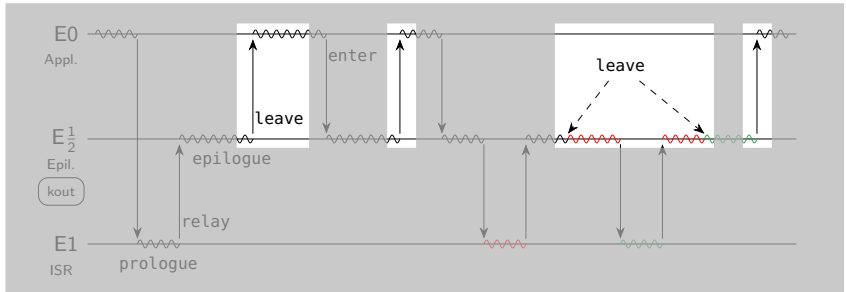 E0
Appl.
enter
leave
leave
E½
Epil.
kout
epilogue
relay
E1
ISR
prologue